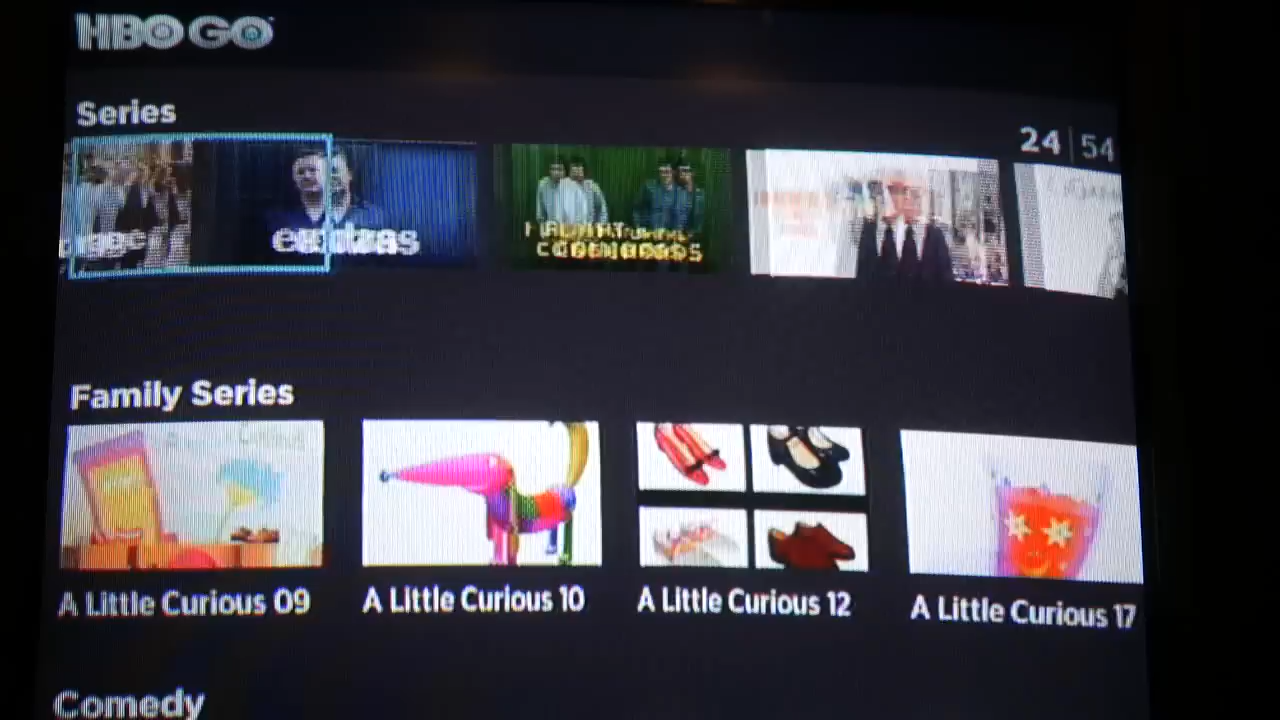 HBO GO
Series
24 | 54
extras
Family Series
A Little Curious 09
A Little Curious 10
A Little Curious 12
A Little Curious 17
Comedy